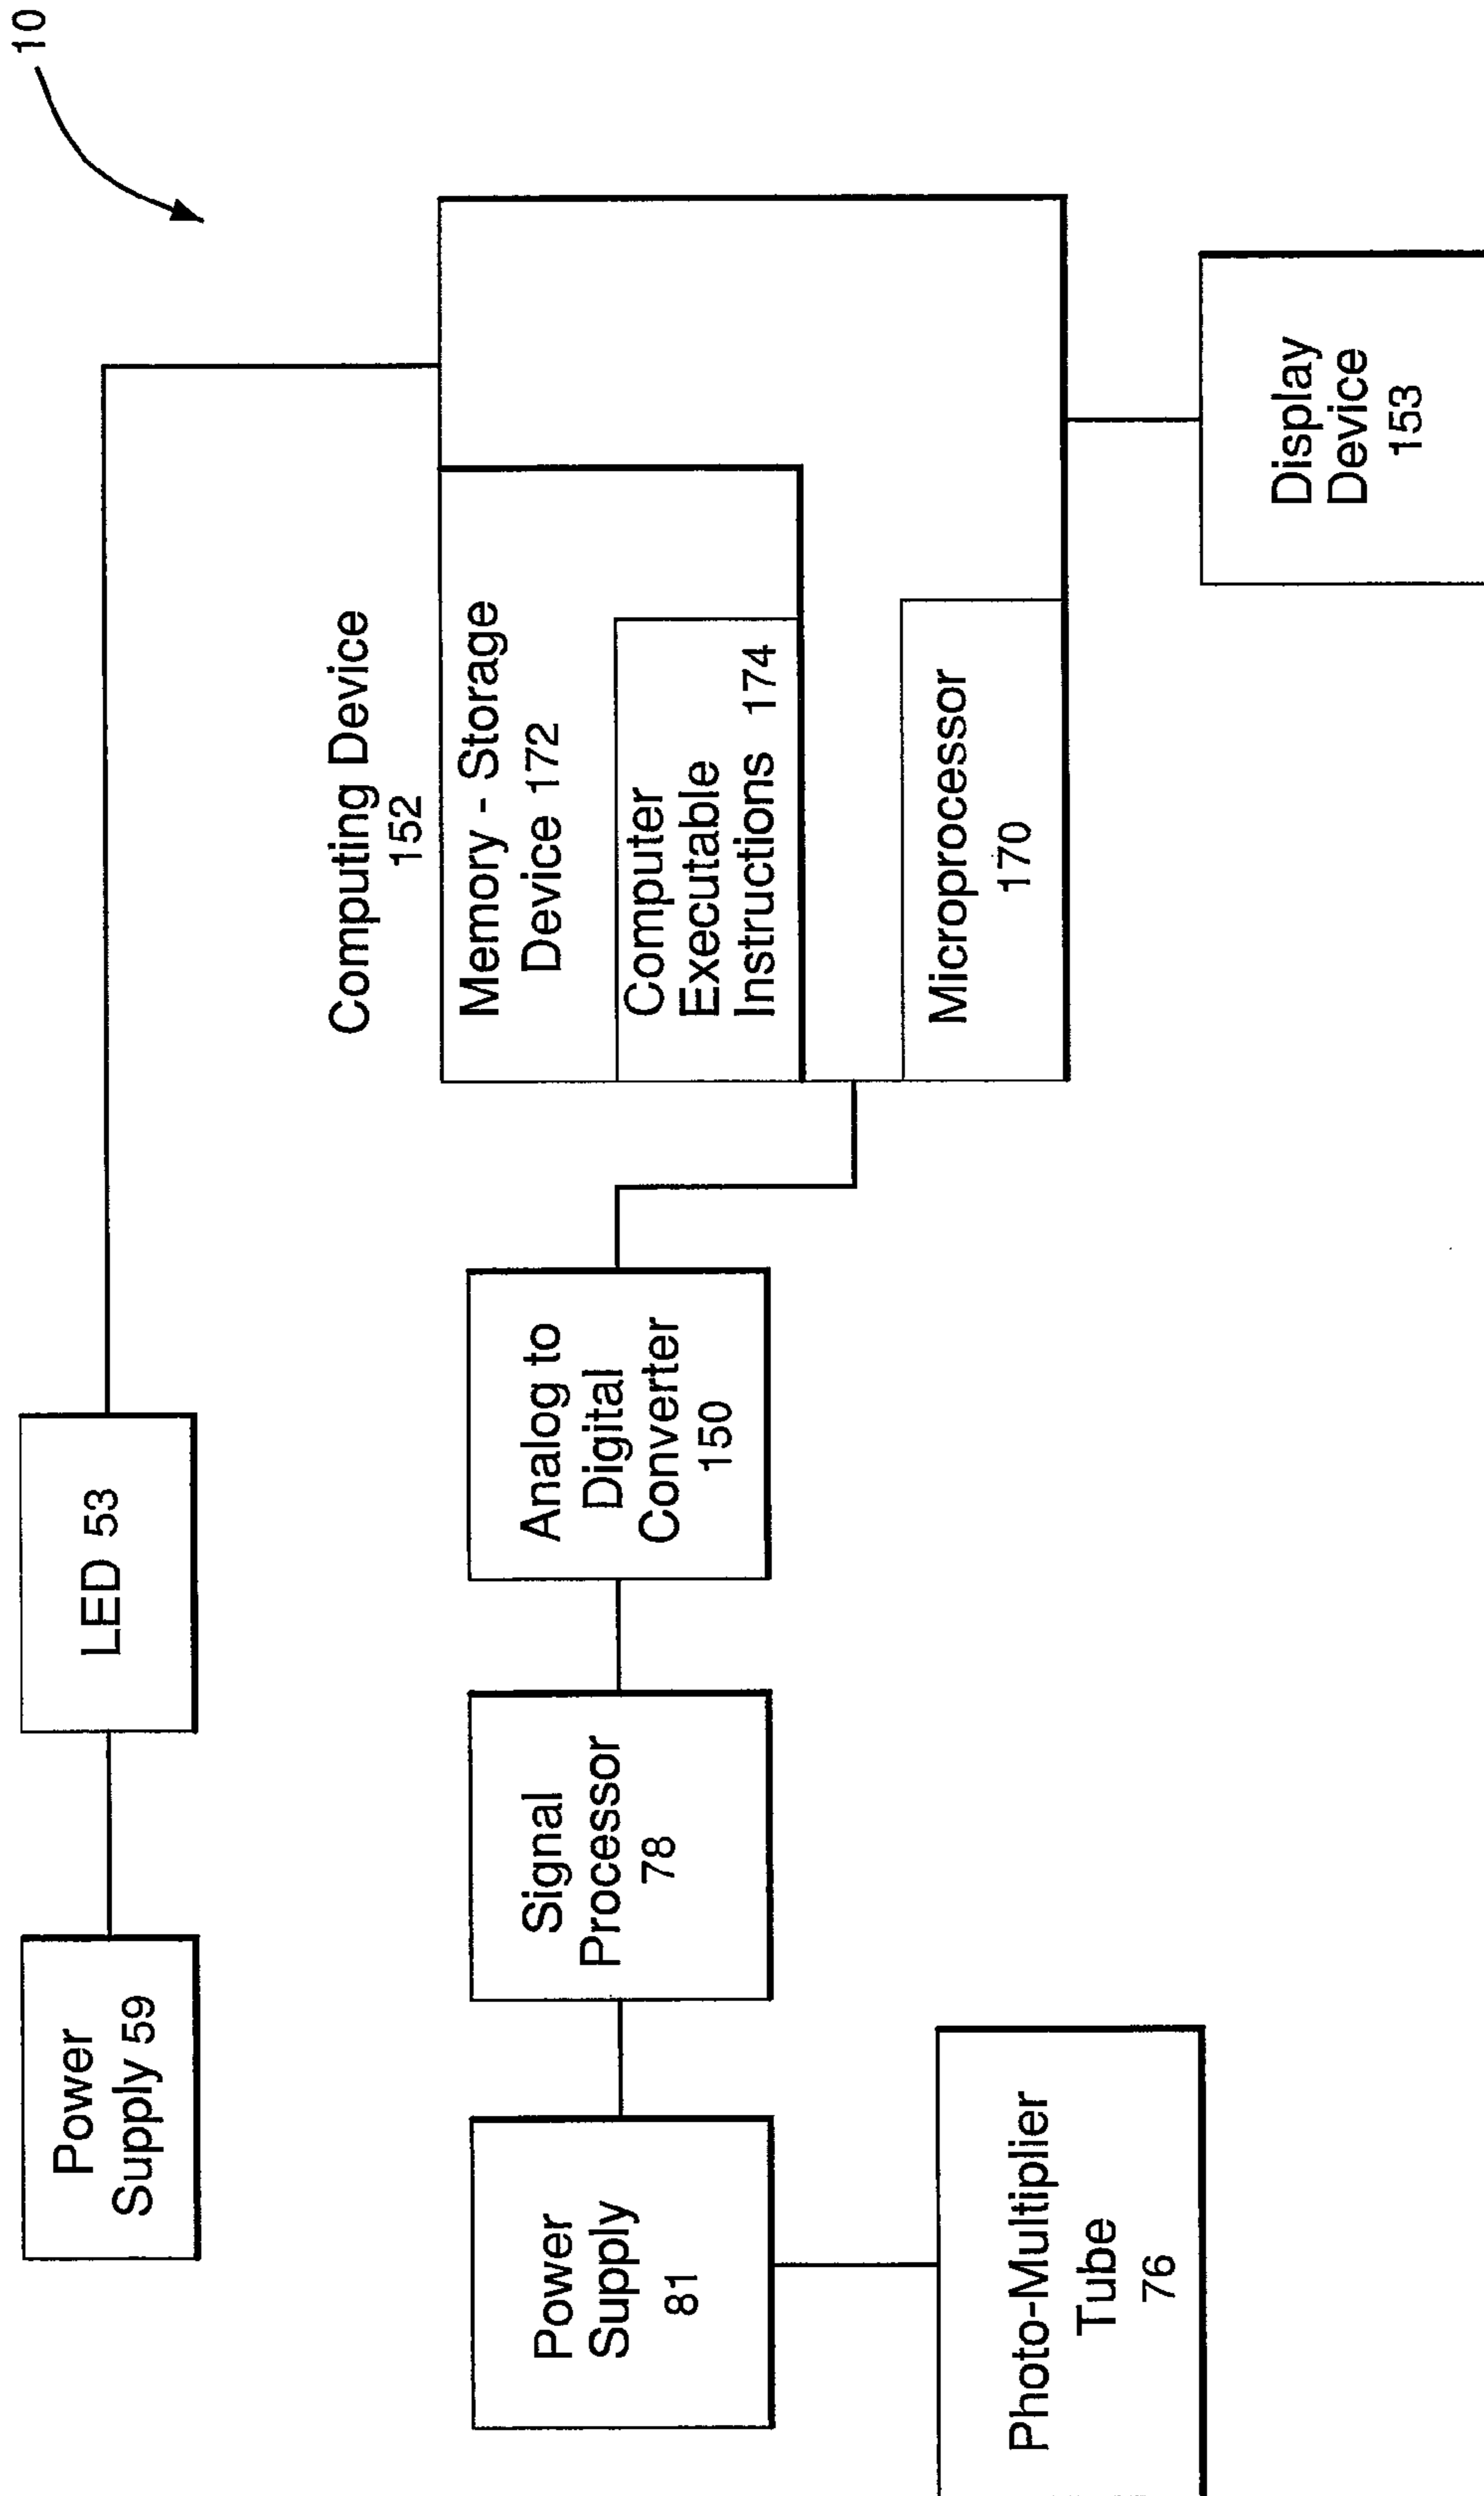 10
Power
Supply 59
LED 53
Computing Device
152
Memory - Storage
Device 172
Computer
Executable
Instructions 174
Microprocessor
170
Power
Supply
81
Signal
Processor
78
Analog to
Digital
Converter
150
Photo-Multiplier
Tube
76
Display
Device
153